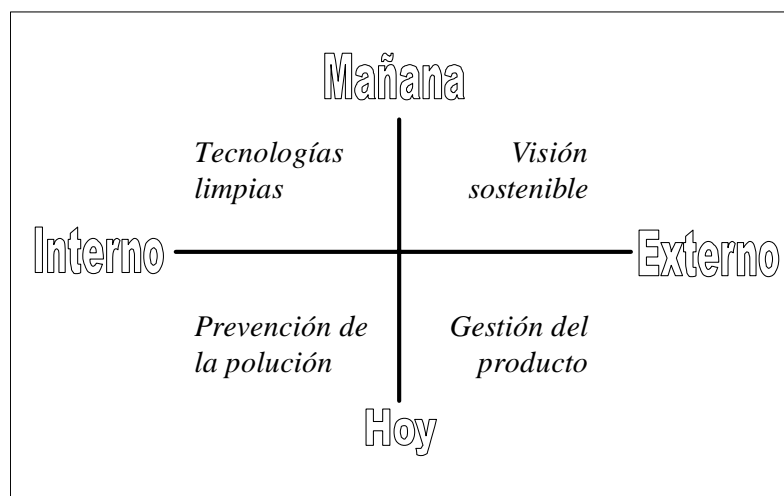 Mañana
Tecnologías
limpias
Visión
sostenible
Interno
Externo
Prevención de
la polución
Gestión del
producto
Hoy